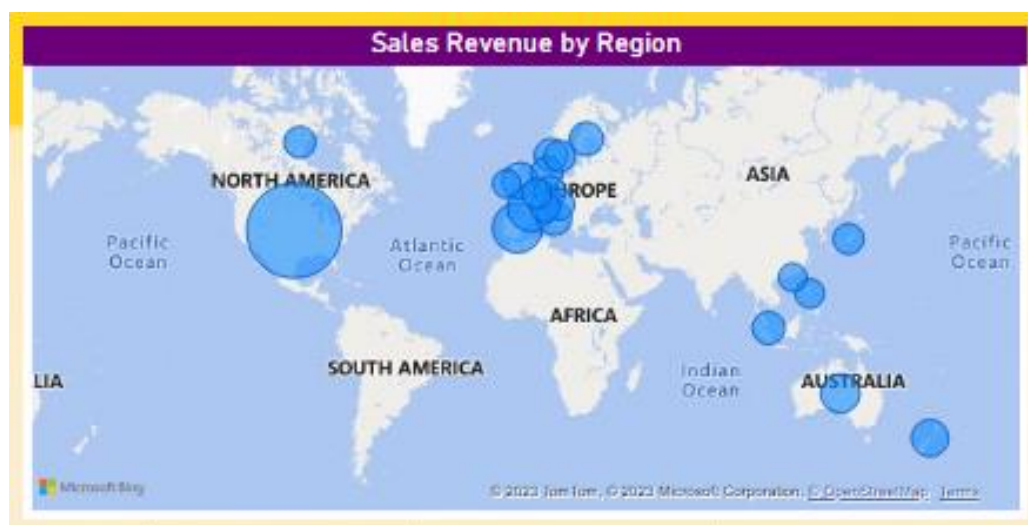 Sales Revenue by Region
NORTH AMERICA
EUROPE
ASIA
Pacific
Ocean
Atlantic
Ocean
Pacific
Ocean
AFRICA
SOUTH AMERICA
Indian
Ocean
LIA
AUSTRALIA
Microsoft Bing
© 2023 TomTom, © 2023 Microsoft Corporation, © OpenStreetMap Terms